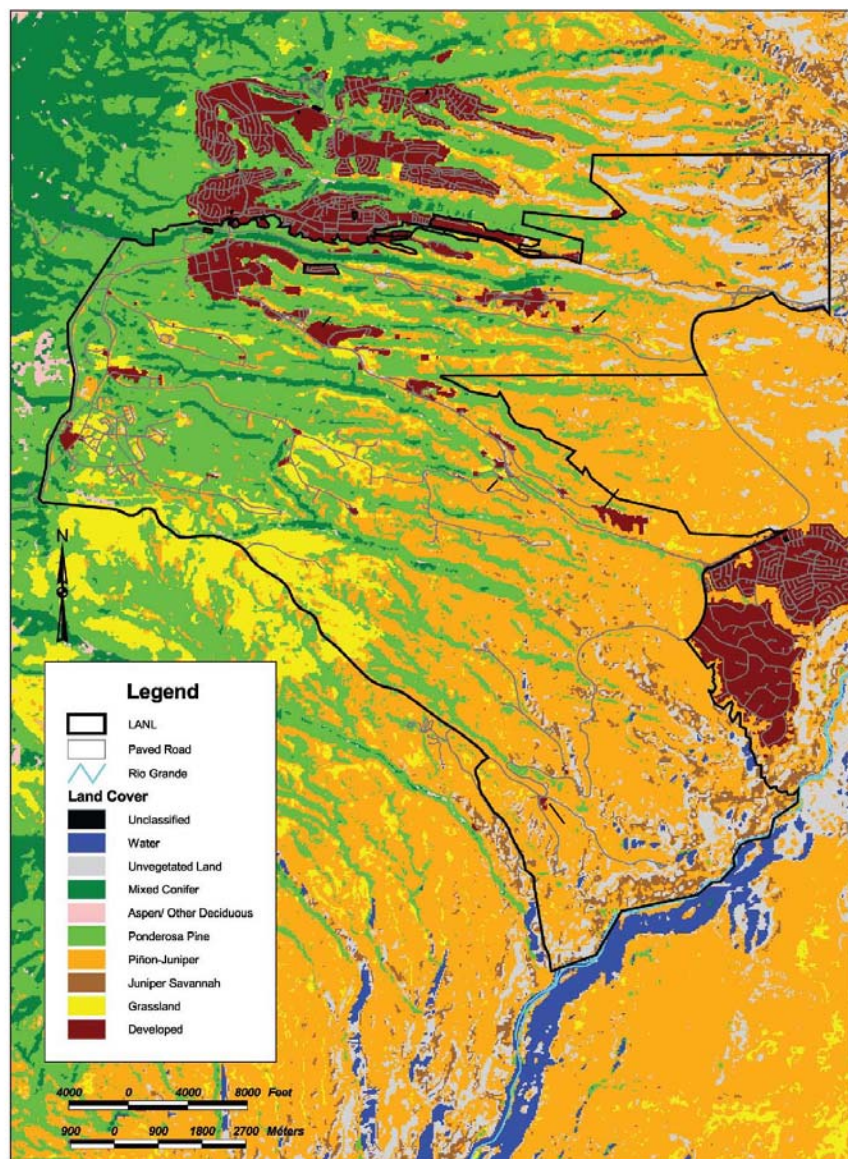 N
Legend
LANL
Paved Road
Rio Grande
Land Cover
Unclassified
Water
Unvegetated Land
Mixed Conifer
Aspen/ Other Deciduous
Ponderosa Pine
Piñon-Juniper
Juniper Savannah
Grassland
Developed
4000 0 4000 8000 Feet
900 0 900 1800 2700 Meters